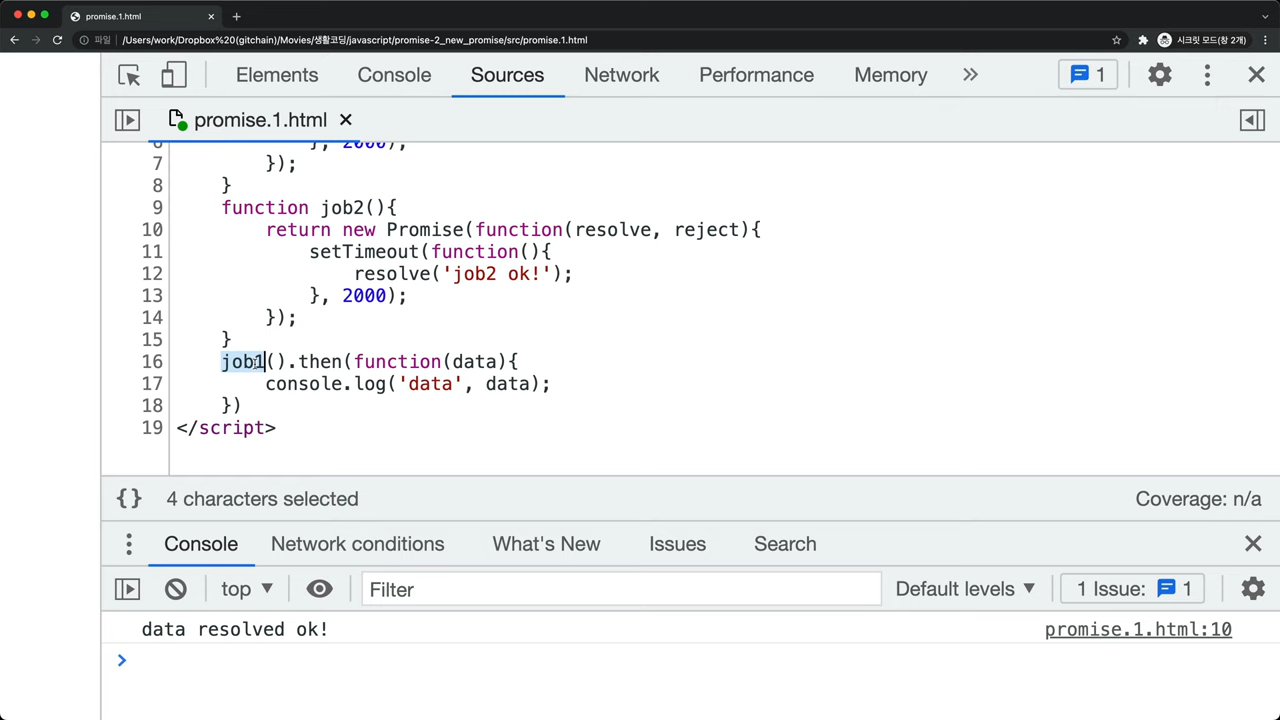 promise.1.html
파일 /Users/work/Dropbox%20(gitchain)/Movies/생활코딩/javascript/promise-2_new_promise/src/promise.1.html 시크릿 모드(창 2개)
Elements Console Sources Network Performance Memory » 1
promise.1.html
6 }, 2000);
7 });
8 }
9 function job2(){
10 return new Promise(function(resolve, reject){
11 setTimeout(function(){
12 resolve('job2 ok!');
13 }, 2000);
14 });
15 }
16 job1().then(function(data){
17 console.log('data', data);
18 })
19 </script>
{} 4 characters selected Coverage: n/a
Console Network conditions What's New Issues Search
top ▼ Filter Default levels ▼ 1 Issue: 1
data resolved ok! promise.1.html:10
>